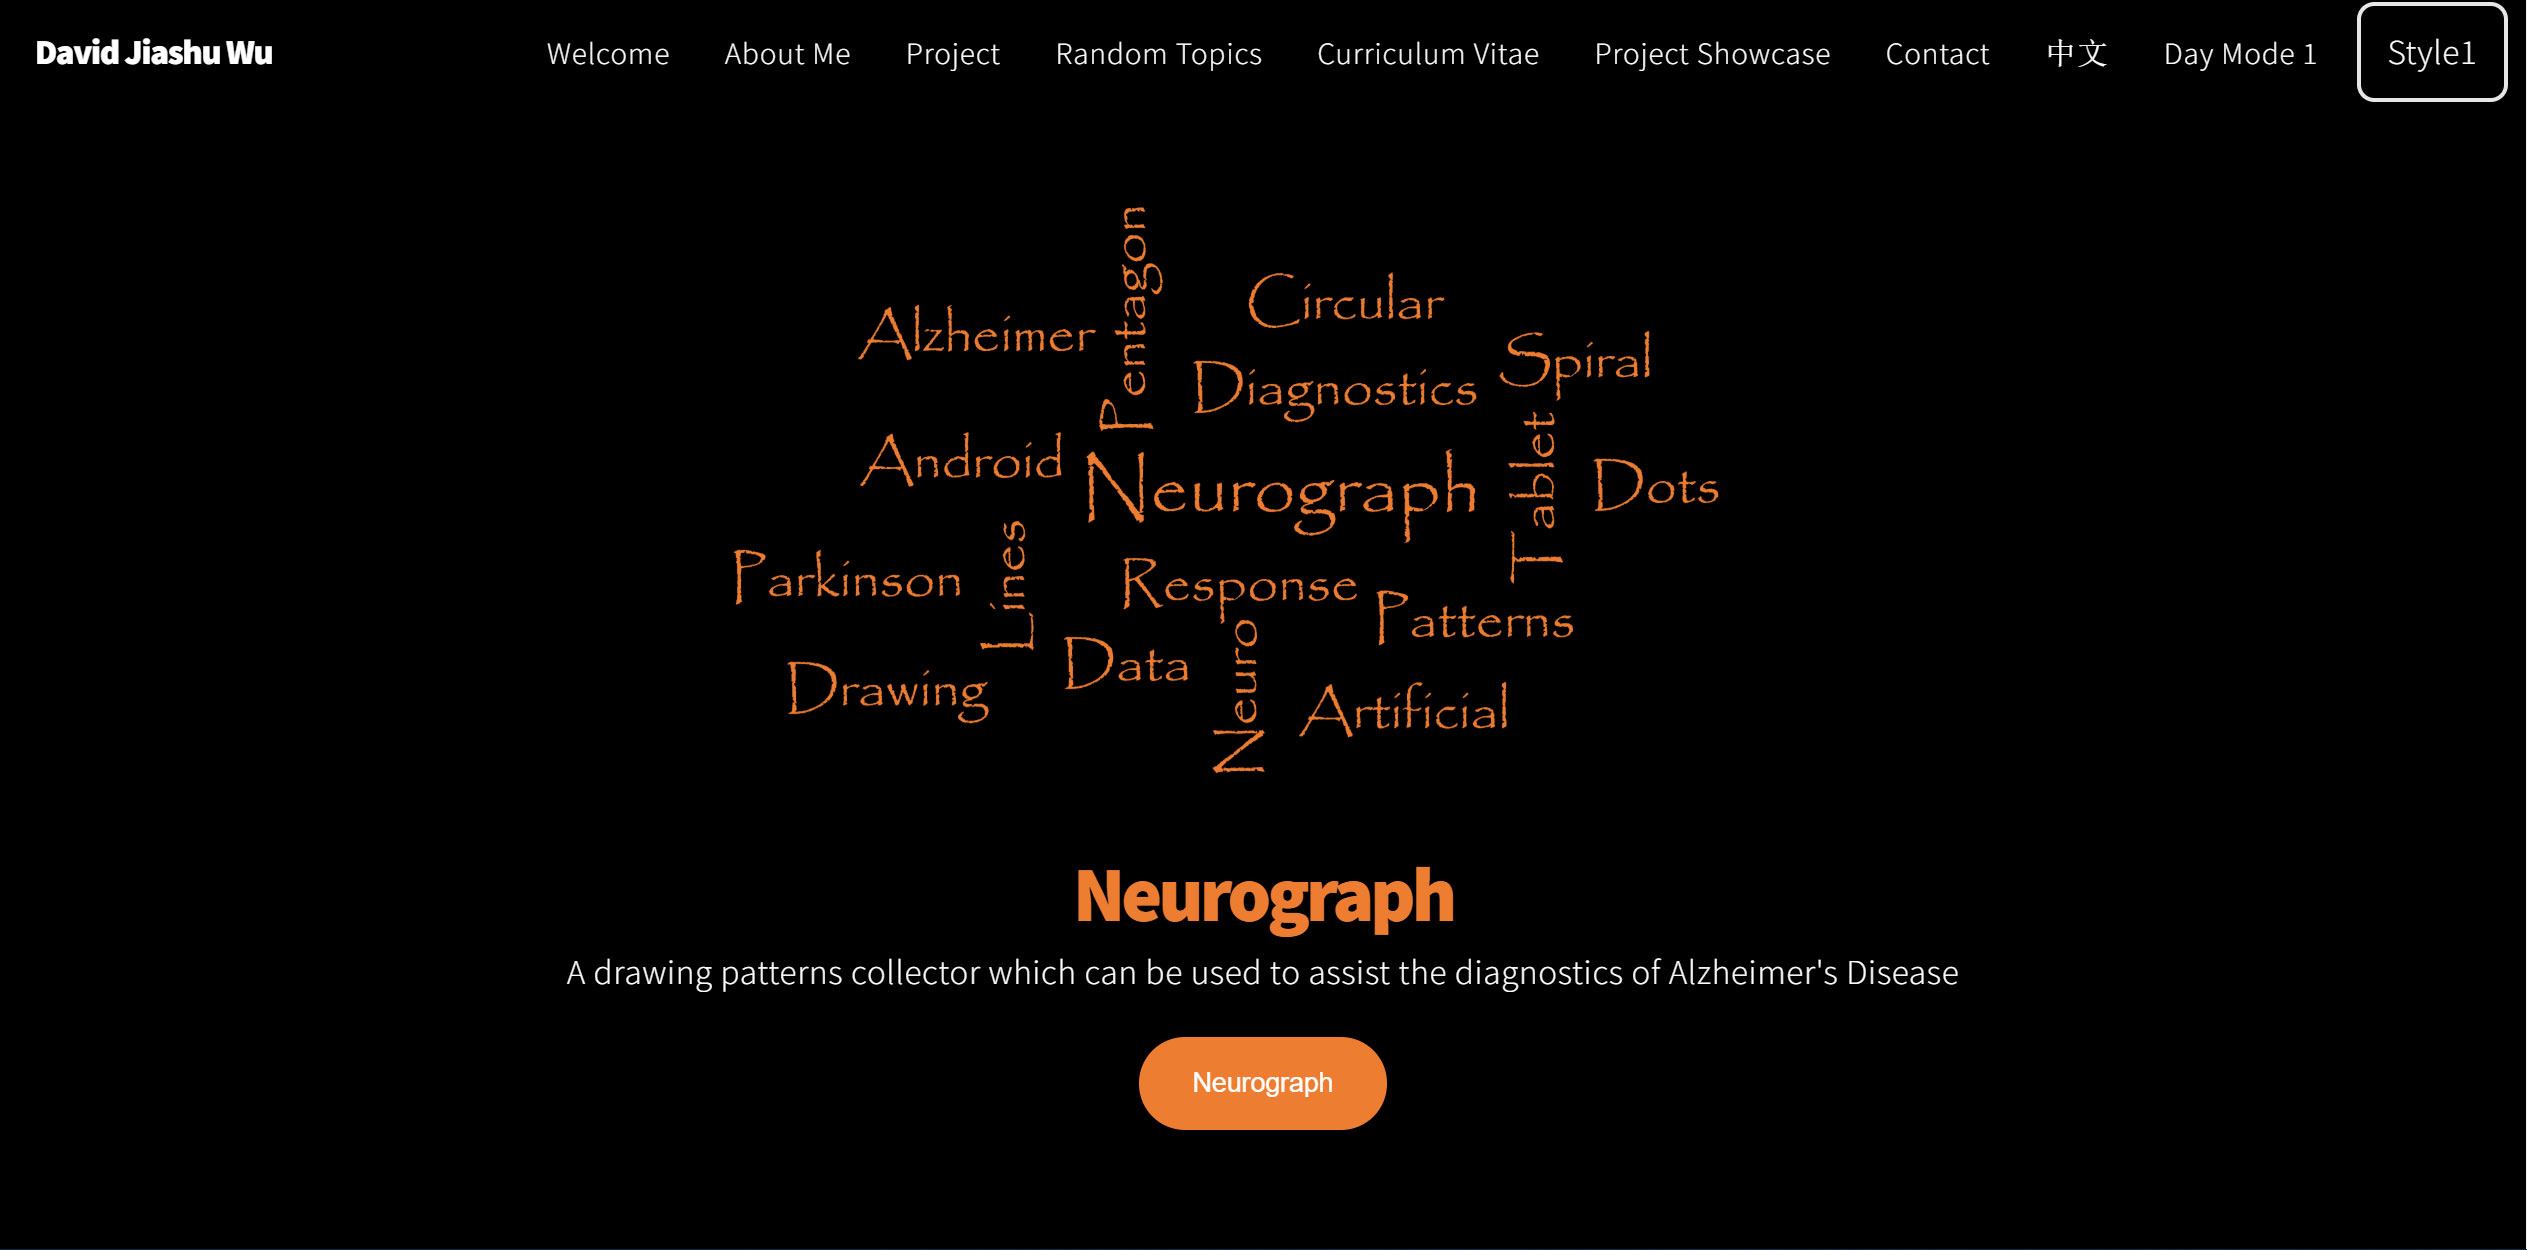 David Jiashu Wu Welcome About Me Project Random Topics Curriculum Vitae Project Showcase Contact 中文 Day Mode 1 Style1
Pentagon
Circular
Alzheimer
Spiral
Diagnostics
Tablet
Android
Neurograph
Dots
Lines
Parkinson
Response
Patterns
Neuro
Data
Drawing
Artificial
Neurograph
A drawing patterns collector which can be used to assist the diagnostics of Alzheimer's Disease
Neurograph